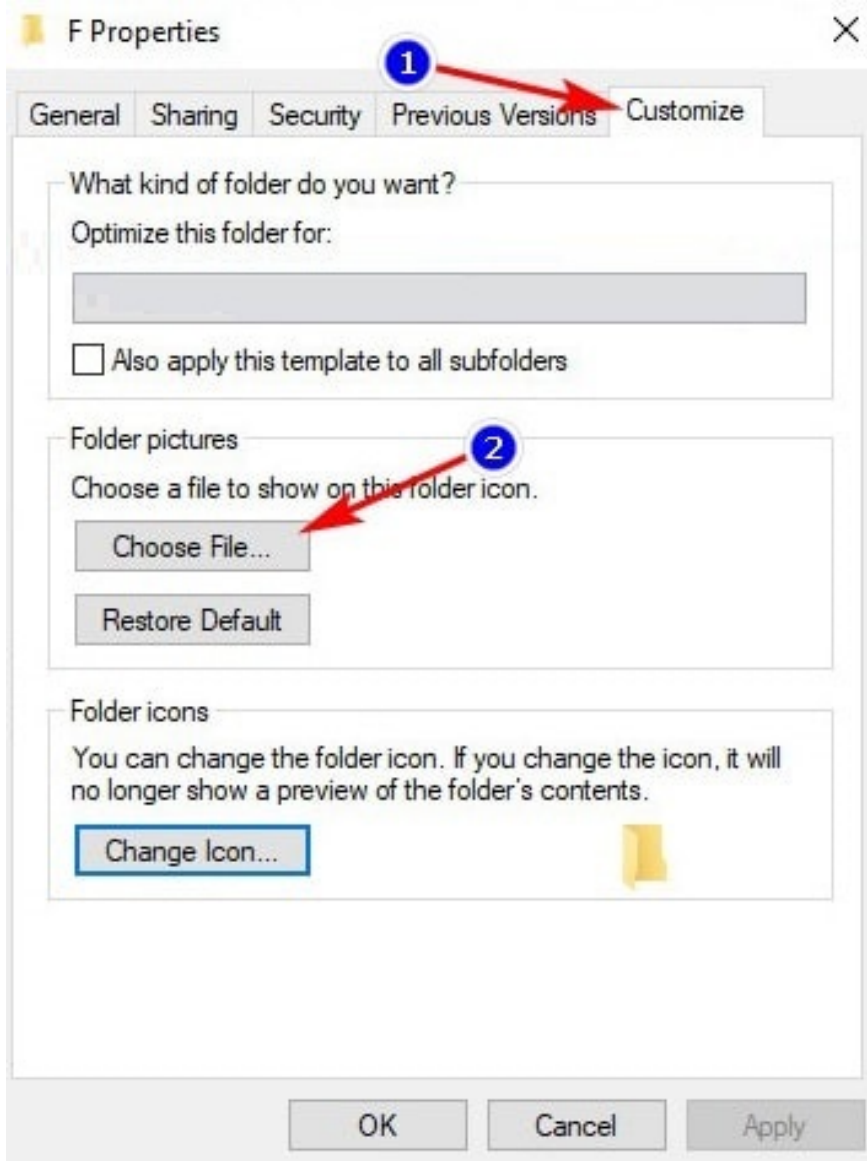 F Properties
1
General Sharing Security Previous Versions Customize
What kind of folder do you want?
Optimize this folder for:
Also apply this template to all subfolders
Folder pictures
2
Choose a file to show on this folder icon.
Choose File...
Restore Default
Folder icons
You can change the folder icon. If you change the icon, it will
no longer show a preview of the folder's contents.
Change Icon...
OK Cancel Apply